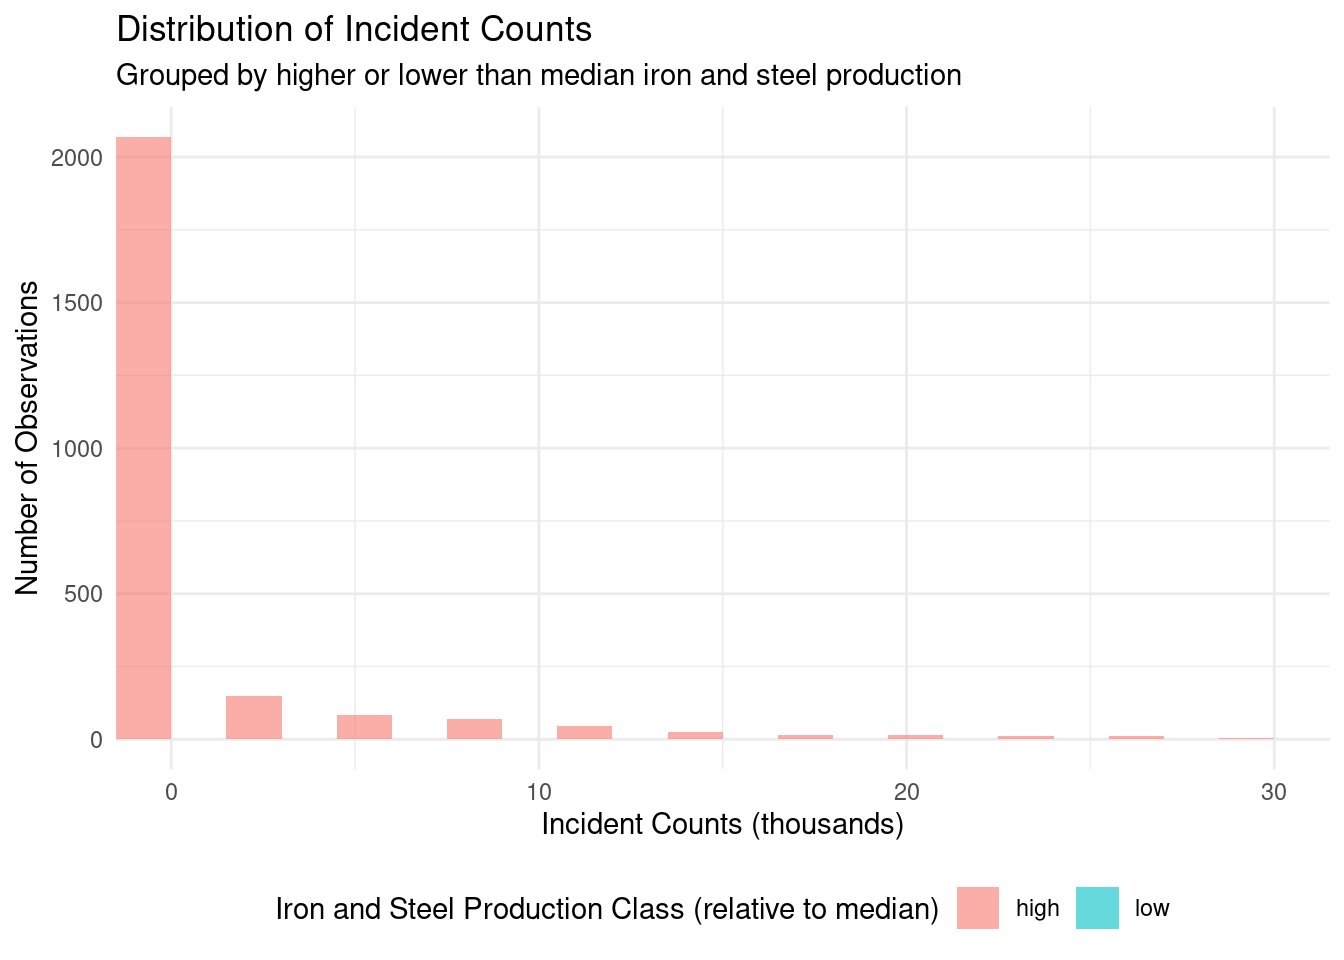 Distribution of Incident Counts
Grouped by higher or lower than median iron and steel production
Number of Observations
2000
1500
1000
500
0
0 10 20 30
Incident Counts (thousands)
Iron and Steel Production Class (relative to median) high low